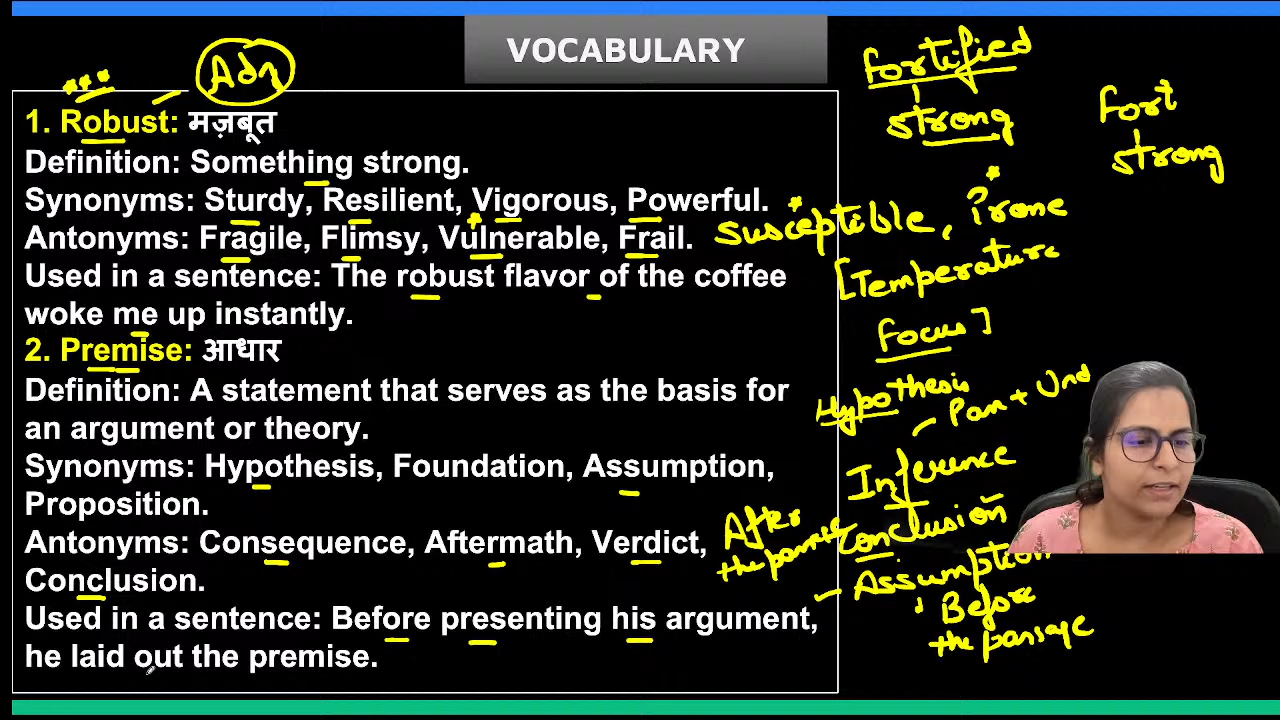 VOCABULARY
Adj
1. Robust: मज़बूत
Definition: Something strong.
Synonyms: Sturdy, Resilient, Vigorous, Powerful.
Antonyms: Fragile, Flimsy, Vulnerable, Frail.
Used in a sentence: The robust flavor of the coffee
woke me up instantly.
2. Premise: आधार
Definition: A statement that serves as the basis for
an argument or theory.
Synonyms: Hypothesis, Foundation, Assumption,
Proposition.
Antonyms: Consequence, Aftermath, Verdict,
Conclusion.
Used in a sentence: Before presenting his argument,
he laid out the premise.
Fortified
strong
Fort
strong
Susceptible, Prone
[Temperature
Focus]
Hypothesis
Inference
Conclusion
After
the
Assumption
Before
the passage